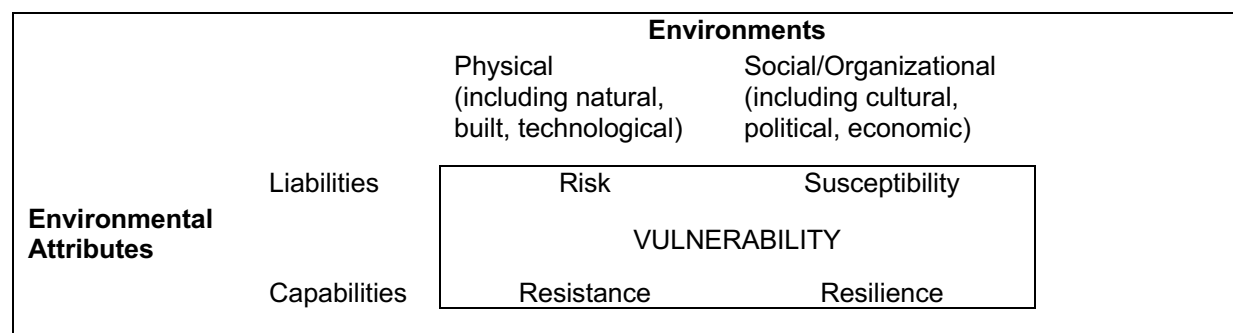 Environments
Physical Social/Organizational
(including natural, (including cultural,
built, technological) political, economic)
Liabilities Risk Susceptibility
Environmental
Attributes
VULNERABILITY
Capabilities Resistance Resilience